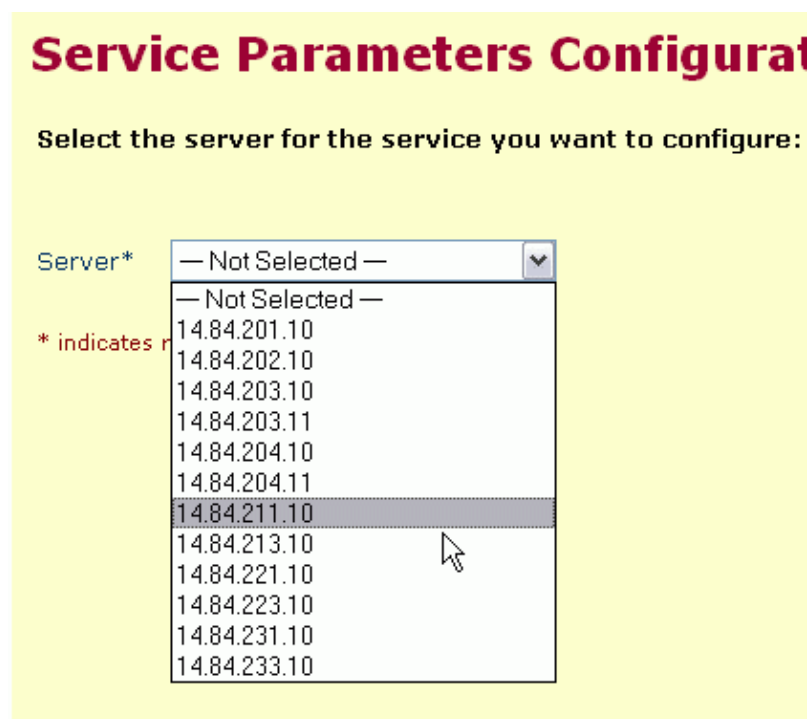 Service Parameters Configurat
Select the server for the service you want to configure:
Server* — Not Selected —
— Not Selected —
14.84.201.10
* indicates r
14.84.202.10
14.84.203.10
14.84.203.11
14.84.204.10
14.84.204.11
14.84.211.10
14.84.213.10
14.84.221.10
14.84.223.10
14.84.231.10
14.84.233.10